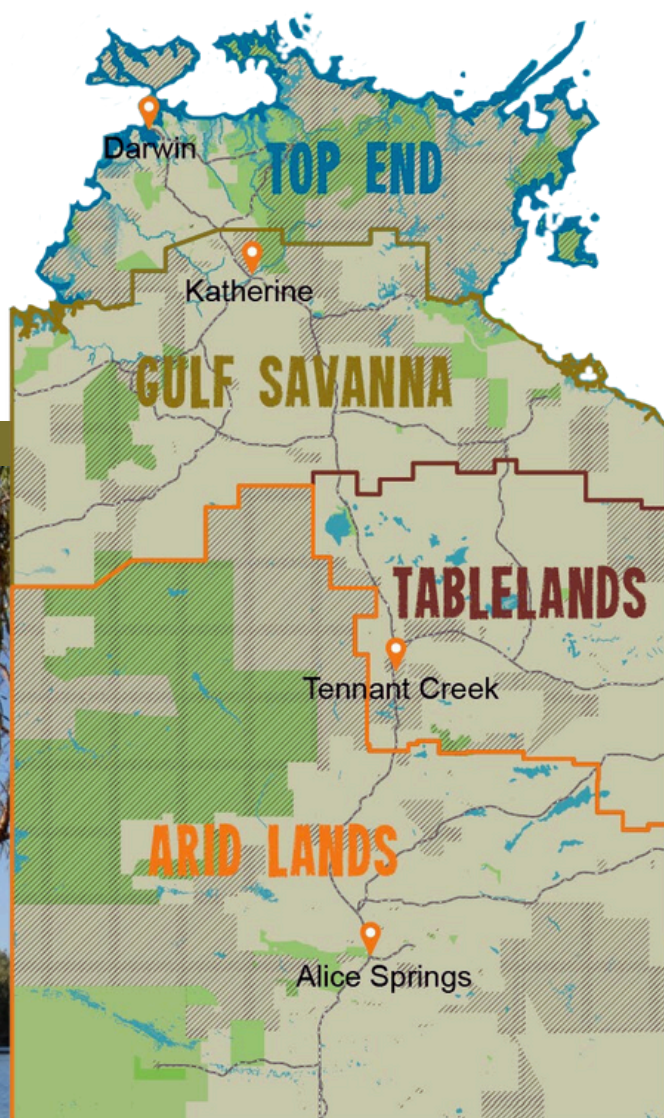 Darwin
TOP END
Katherine
GULF SAVANNA
TABLELANDS
Tennant Creek
ARID LANDS
Alice Springs